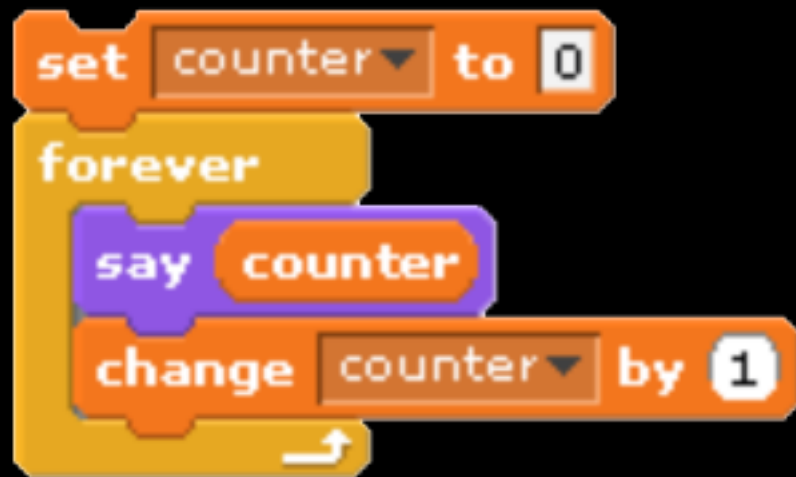 set counter to 0
forever
say counter
change counter by 1